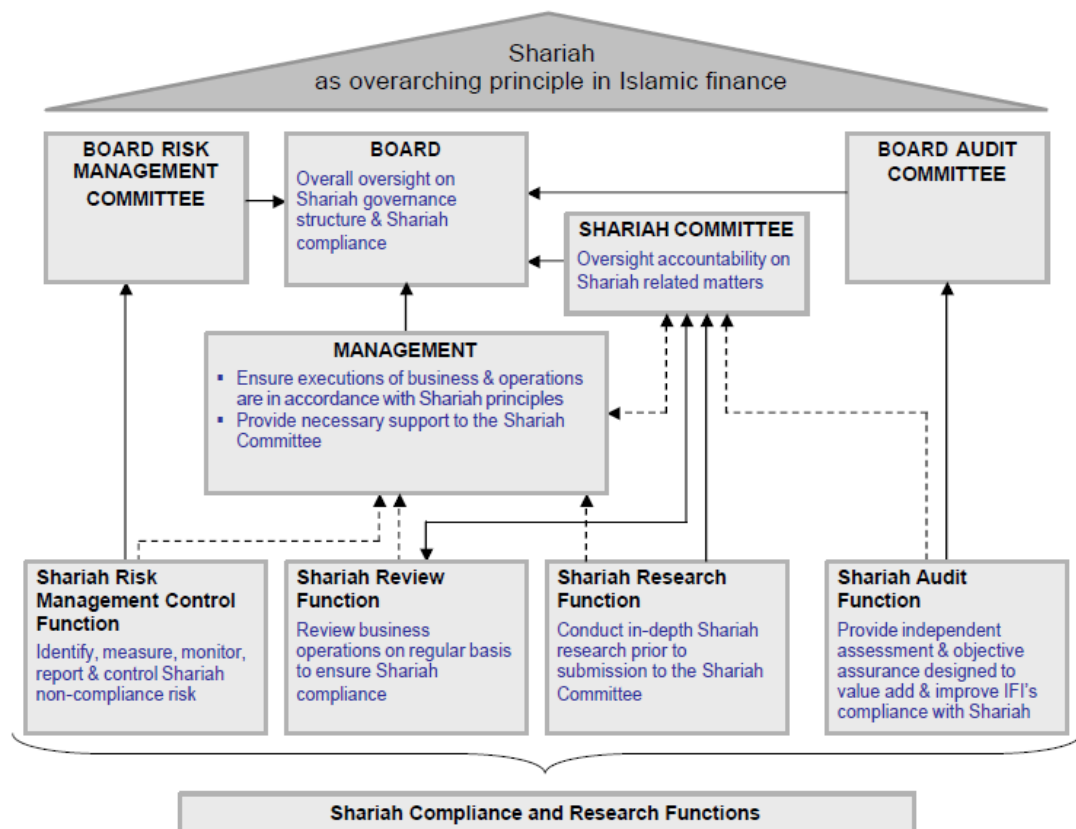 Shariah
as overarching principle in Islamic finance
BOARD RISK
MANAGEMENT
COMMITTEE
BOARD
Overall oversight on
Shariah governance
structure & Shariah
compliance
BOARD AUDIT
COMMITTEE
SHARIAH COMMITTEE
Oversight accountability on
Shariah related matters
MANAGEMENT
▪ Ensure executions of business & operations
are in accordance with Shariah principles
▪ Provide necessary support to the Shariah
Committee
Shariah Risk
Management Control
Function
Identify, measure, monitor,
report & control Shariah
non-compliance risk
Shariah Review
Function
Review business
operations on regular basis
to ensure Shariah
compliance
Shariah Research
Function
Conduct in-depth Shariah
research prior to
submission to the Shariah
Committee
Shariah Audit
Function
Provide independent
assessment & objective
assurance designed to
value add & improve IFI's
compliance with Shariah
Shariah Compliance and Research Functions